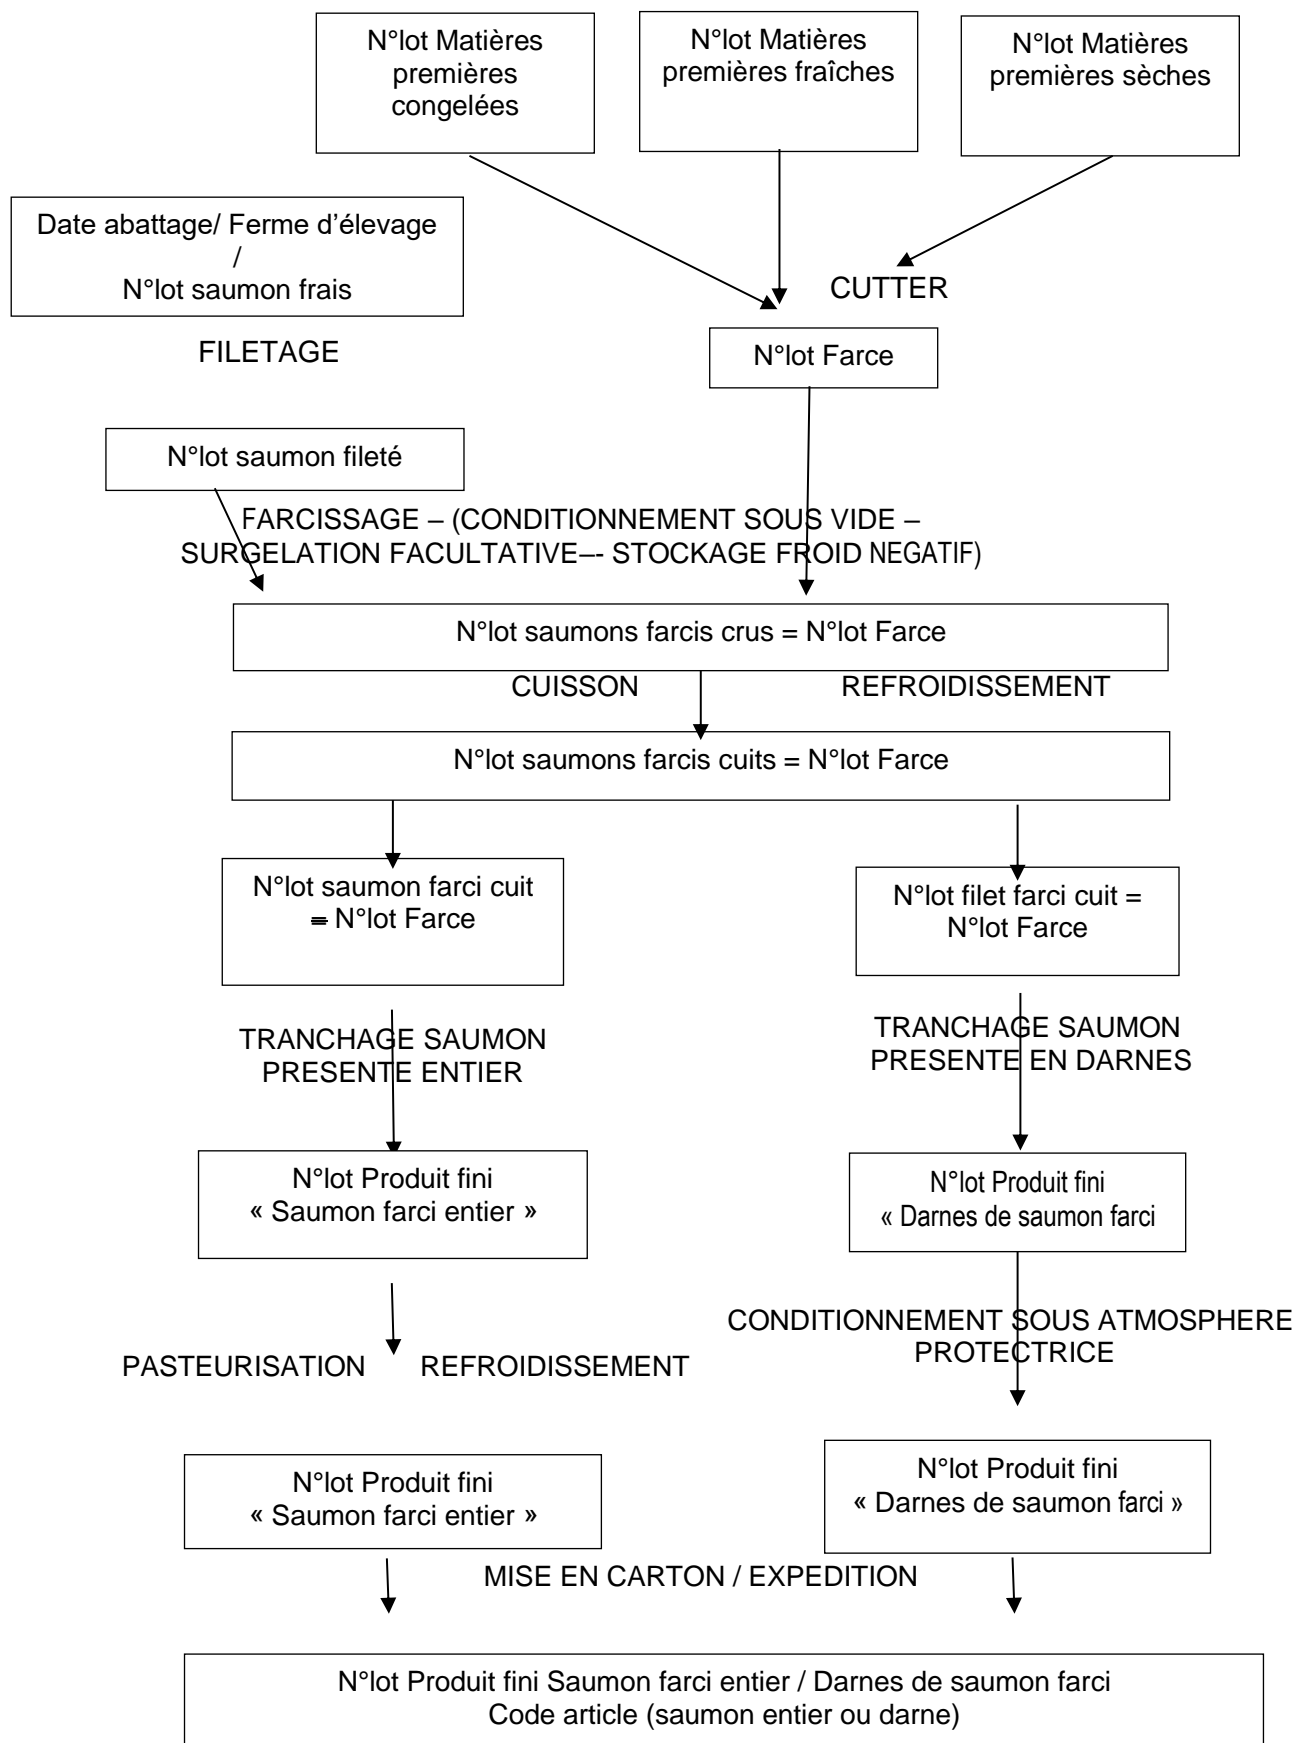 N°lot Matières
premières
congelées
N°lot Matières
premières fraîches
N°lot Matières
premières sèches
Date abattage/ Ferme d’élevage
/
N°lot saumon frais
CUTTER
FILETAGE
N°lot Farce
N°lot saumon fileté
FARCISSAGE – (CONDITIONNEMENT SOUS VIDE –
SURGELATION FACULTATIVE–- STOCKAGE FROID NEGATIF)
N°lot saumons farcis crus = N°lot Farce
CUISSON REFROIDISSEMENT
N°lot saumons farcis cuits = N°lot Farce
N°lot saumon farci cuit
= N°lot Farce
N°lot filet farci cuit =
N°lot Farce
TRANCHAGE SAUMON
PRESENTE ENTIER
TRANCHAGE SAUMON
PRESENTE EN DARNES
N°lot Produit fini
« Saumon farci entier »
N°lot Produit fini
« Darnes de saumon farci
CONDITIONNEMENT SOUS ATMOSPHERE
PROTECTRICE
PASTEURISATION REFROIDISSEMENT
N°lot Produit fini
« Saumon farci entier »
N°lot Produit fini
« Darnes de saumon farci »
MISE EN CARTON / EXPEDITION
N°lot Produit fini Saumon farci entier / Darnes de saumon farci
Code article (saumon entier ou darne)